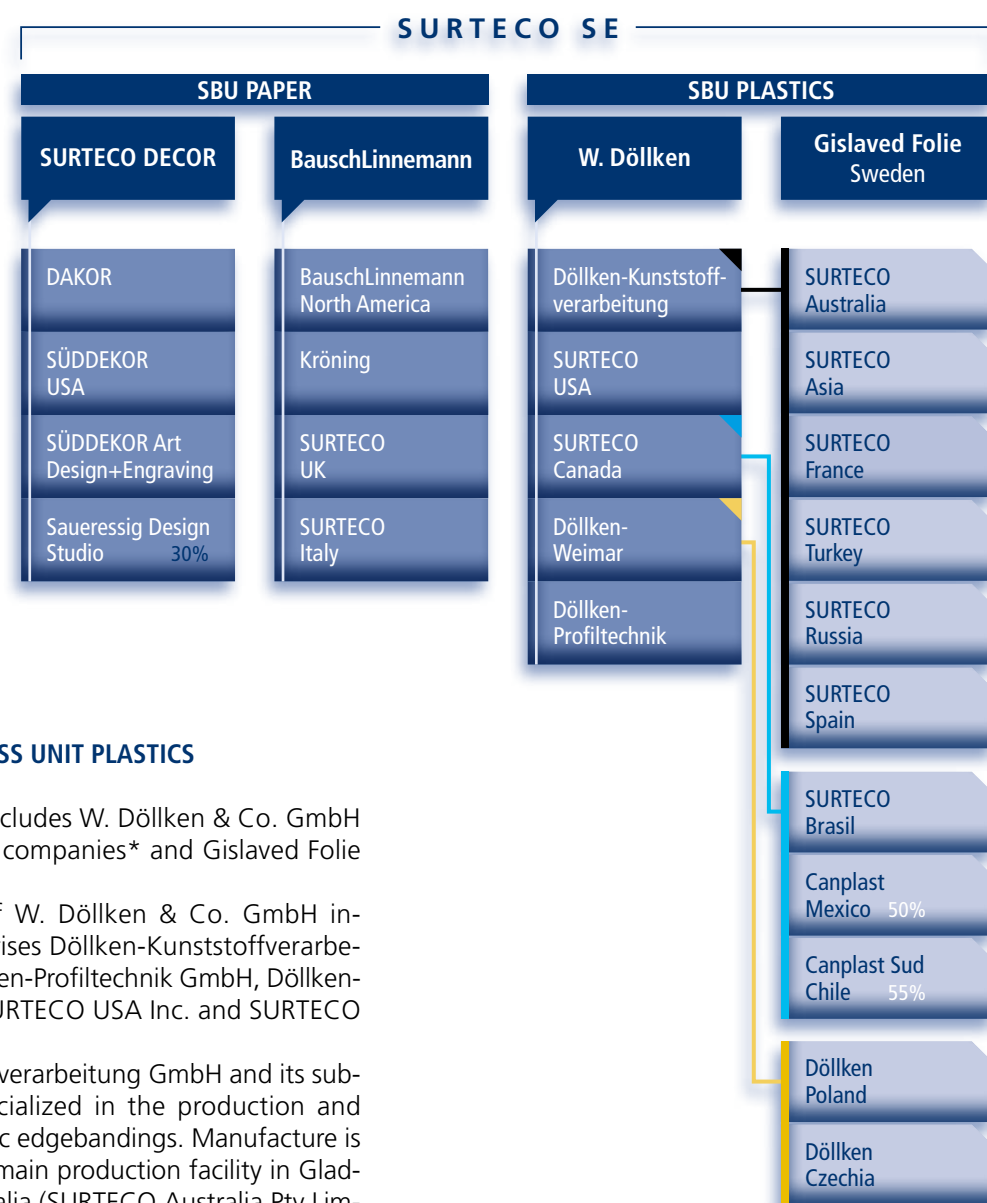 SURTECO SE
SBU PAPER
SBU PLASTICS
SURTECO DECOR
BauschLinnemann
W. Döllken
Gislaved Folie
Sweden
DAKOR
SÜDDEKOR
USA
SÜDDEKOR Art
Design+Engraving
Saueressig Design
Studio 30%
BauschLinnemann
North America
Kröning
SURTECO
UK
SURTECO
Italy
Döllken-Kunststoff-
verarbeitung
SURTECO
USA
SURTECO
Canada
Döllken-
Weimar
Döllken-
Profiltechnik
SURTECO
Australia
SURTECO
Asia
SURTECO
France
SURTECO
Turkey
SURTECO
Russia
SURTECO
Spain
SURTECO
Brasil
Canplast
Mexico 50%
Canplast Sud
Chile 55%
Döllken
Poland
Döllken
Czechia
SS UNIT PLASTICS
cludes W. Döllken & Co. GmbH
companies* and Gislaved Folie
f W. Döllken & Co. GmbH in-
ises Döllken-Kunststoffverarbe-
en-Profiltechnik GmbH, Döllken-
URTECO USA Inc. and SURTECO
verarbeitung GmbH and its sub-
cialized in the production and
c edgebandings. Manufacture is
main production facility in Glad-
alia (SURTECO Australia Pty Lim-